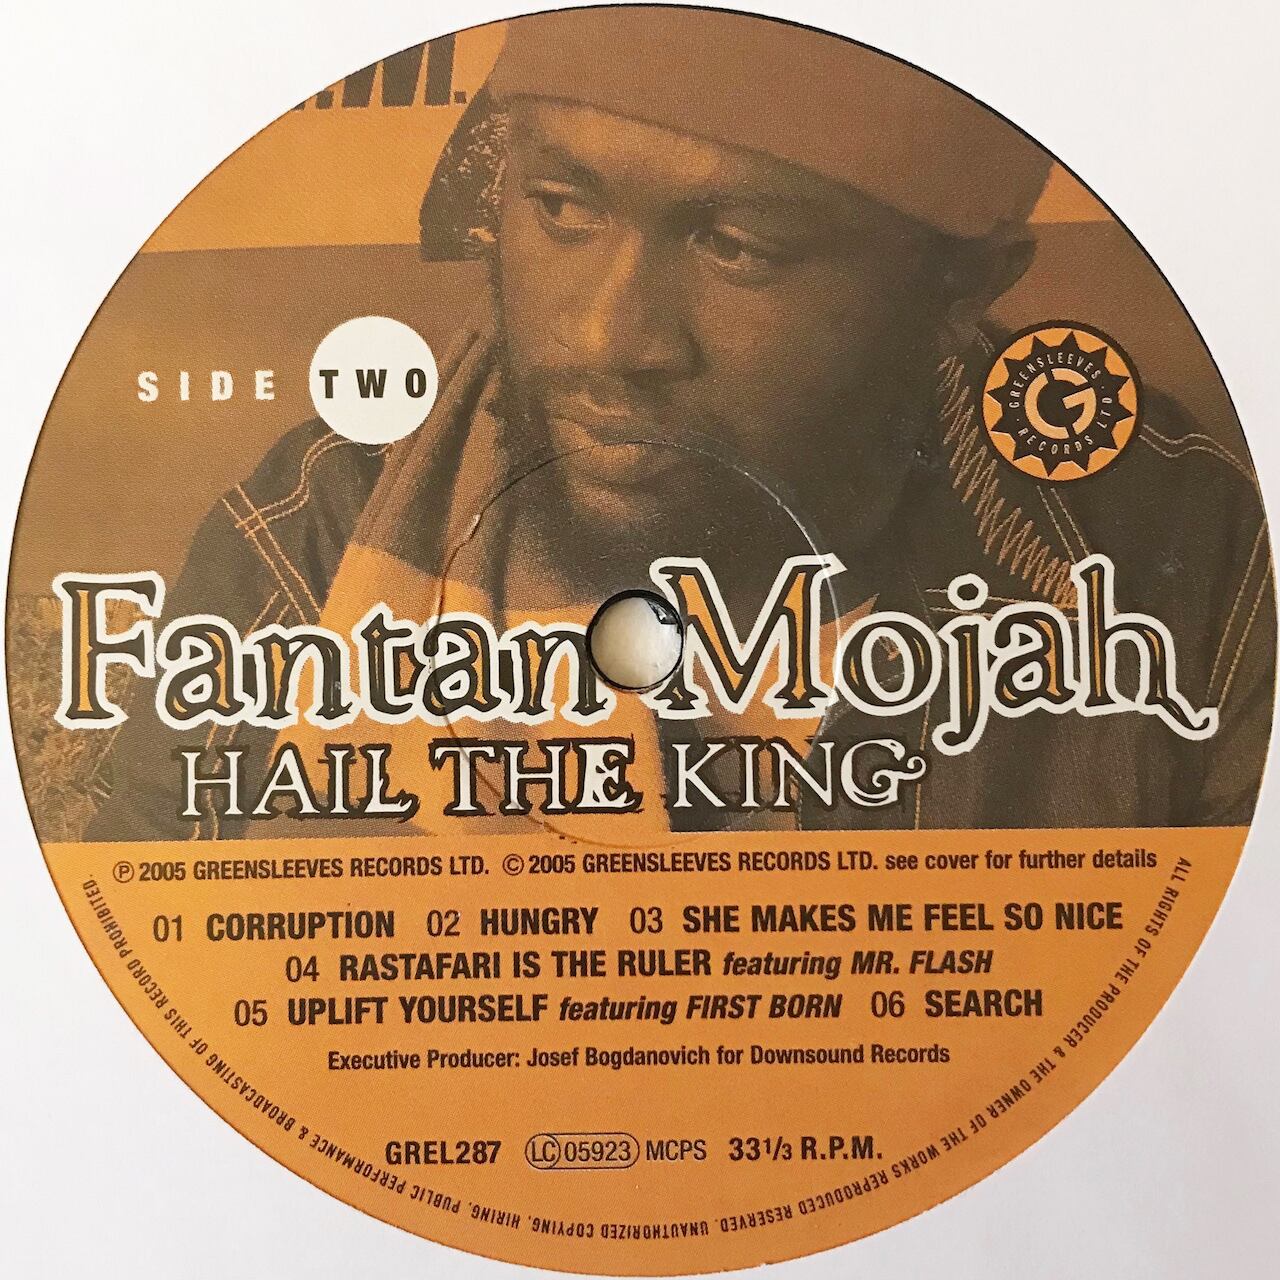 SIDE TWO
GREENSLEEVES
RECORDS LTD
G
Fantan Mojah
HAIL THE KING
℗ 2005 GREENSLEEVES RECORDS LTD. © 2005 GREENSLEEVES RECORDS LTD. see cover for further details
01 CORRUPTION 02 HUNGRY 03 SHE MAKES ME FEEL SO NICE
04 RASTAFARI IS THE RULER featuring MR. FLASH
05 UPLIFT YOURSELF featuring FIRST BORN 06 SEARCH
Executive Producer: Josef Bogdanovich for Downsound Records
GREL287 LC 05923 MCPS 33 1/3 R.P.M.
ALL RIGHTS OF THE PRODUCER & THE OWNER OF THE WORKS REPRODUCED RESERVED. UNAUTHORIZED COPYING, HIRING, PUBLIC PERFORMANCE & BROADCASTING OF THIS RECORD PROHIBITED.